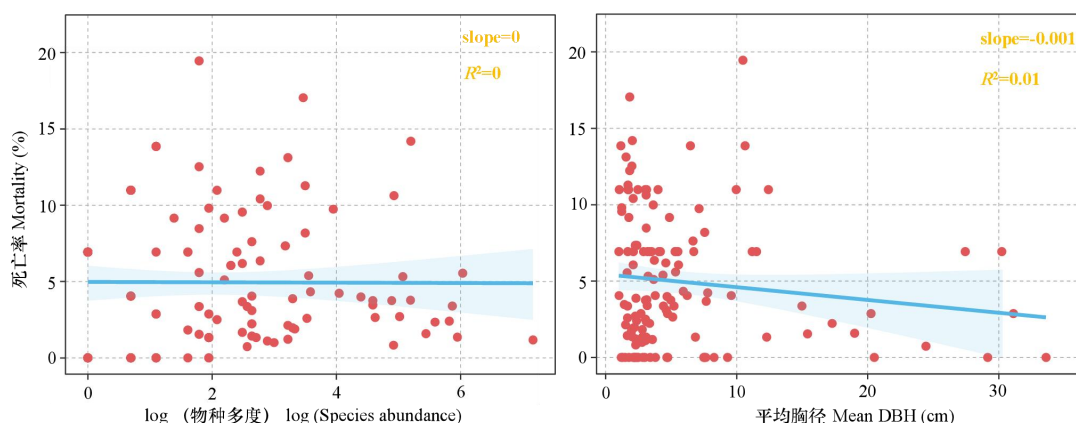 死亡率 Mortality (%)
20
15
10
5
0
slope=0
R²=0
0
2
4
6
log （物种多度） log (Species abundance)
20
15
10
5
0
slope=-0.001
R²=0.01
0
10
20
30
平均胸径 Mean DBH (cm)